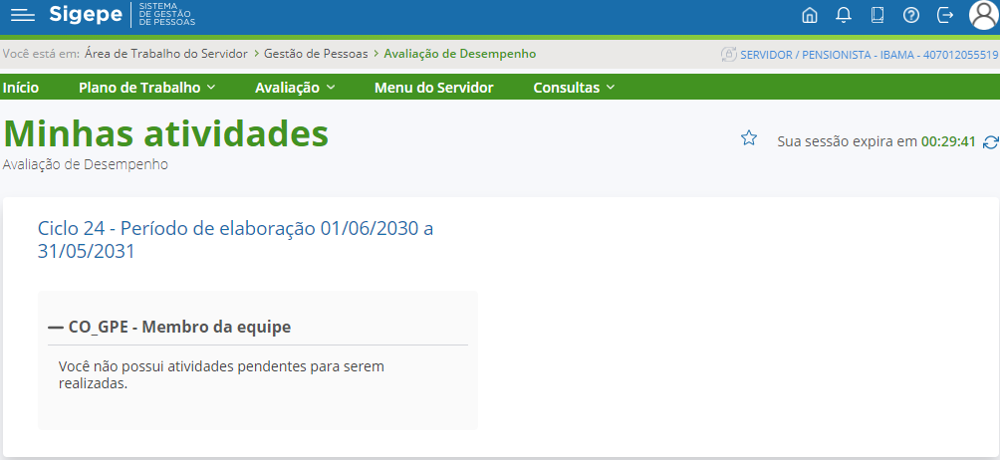 Sigepe
SISTEMA
DE GESTÃO
DE PESSOAS
Você está em: Área de Trabalho do Servidor > Gestão de Pessoas > Avaliação de Desempenho
SERVIDOR / PENSIONISTA - IBAMA - 407012055519
Início Plano de Trabalho Avaliação Menu do Servidor Consultas
Minhas atividades
Avaliação de Desempenho
Sua sessão expira em 00:29:41
Ciclo 24 - Período de elaboração 01/06/2030 a
31/05/2031
— CO_GPE - Membro da equipe
Você não possui atividades pendentes para serem
realizadas.